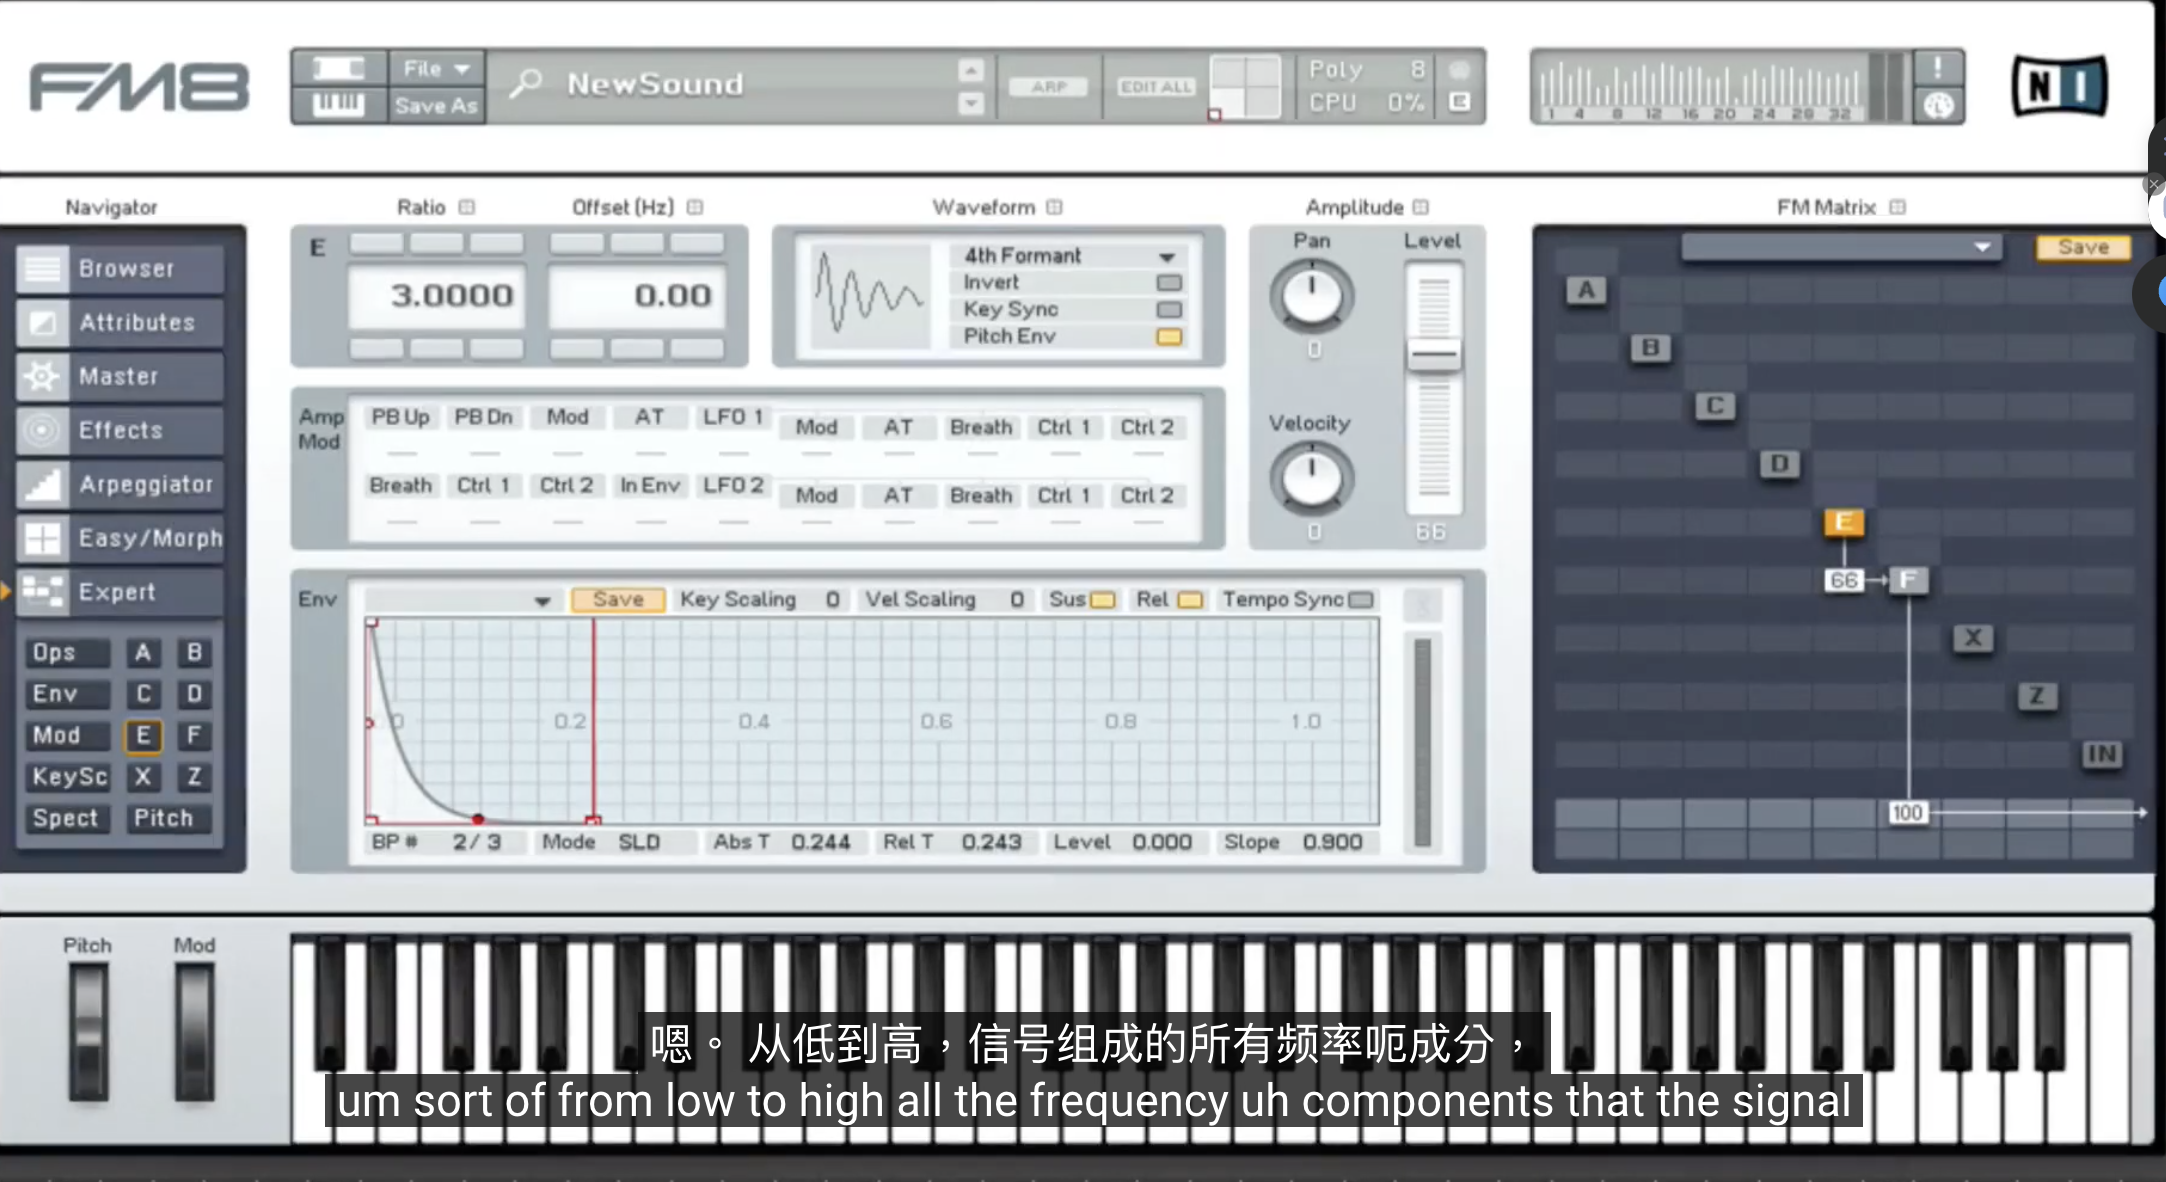 FM8
File
Save As
NewSound
ARP
EDIT ALL
Poly 8
CPU 0%
E
1 4 8 12 16 20 24 28 32
!
NI
Navigator
Browser
Attributes
Master
Effects
Arpeggiator
Easy/Morph
Expert
Ops A B
Env C D
Mod E F
KeySc X Z
Spect Pitch
Ratio
Offset (Hz)
E
3.0000
0.00
Waveform
4th Formant
Invert
Key Sync
Pitch Env
Amplitude
Pan
Level
0
Velocity
0
66
Amp
Mod
PB Up PB Dn Mod AT LFO 1 Mod AT Breath Ctrl 1 Ctrl 2
Breath Ctrl 1 Ctrl 2 In Env LFO 2 Mod AT Breath Ctrl 1 Ctrl 2
Env
Save
Key Scaling 0
Vel Scaling 0
Sus
Rel
Tempo Sync
0 0.2 0.4 0.6 0.8 1.0
BP # 2/ 3 Mode SLD Abs T 0.244 Rel T 0.243 Level 0.000 Slope 0.900
FM Matrix
Save
A
B
C
D
E
66 F
X
Z
IN
100
Pitch
Mod
嗯。 从低到高，信号组成的所有频率呃成分，
um sort of from low to high all the frequency uh components that the signal